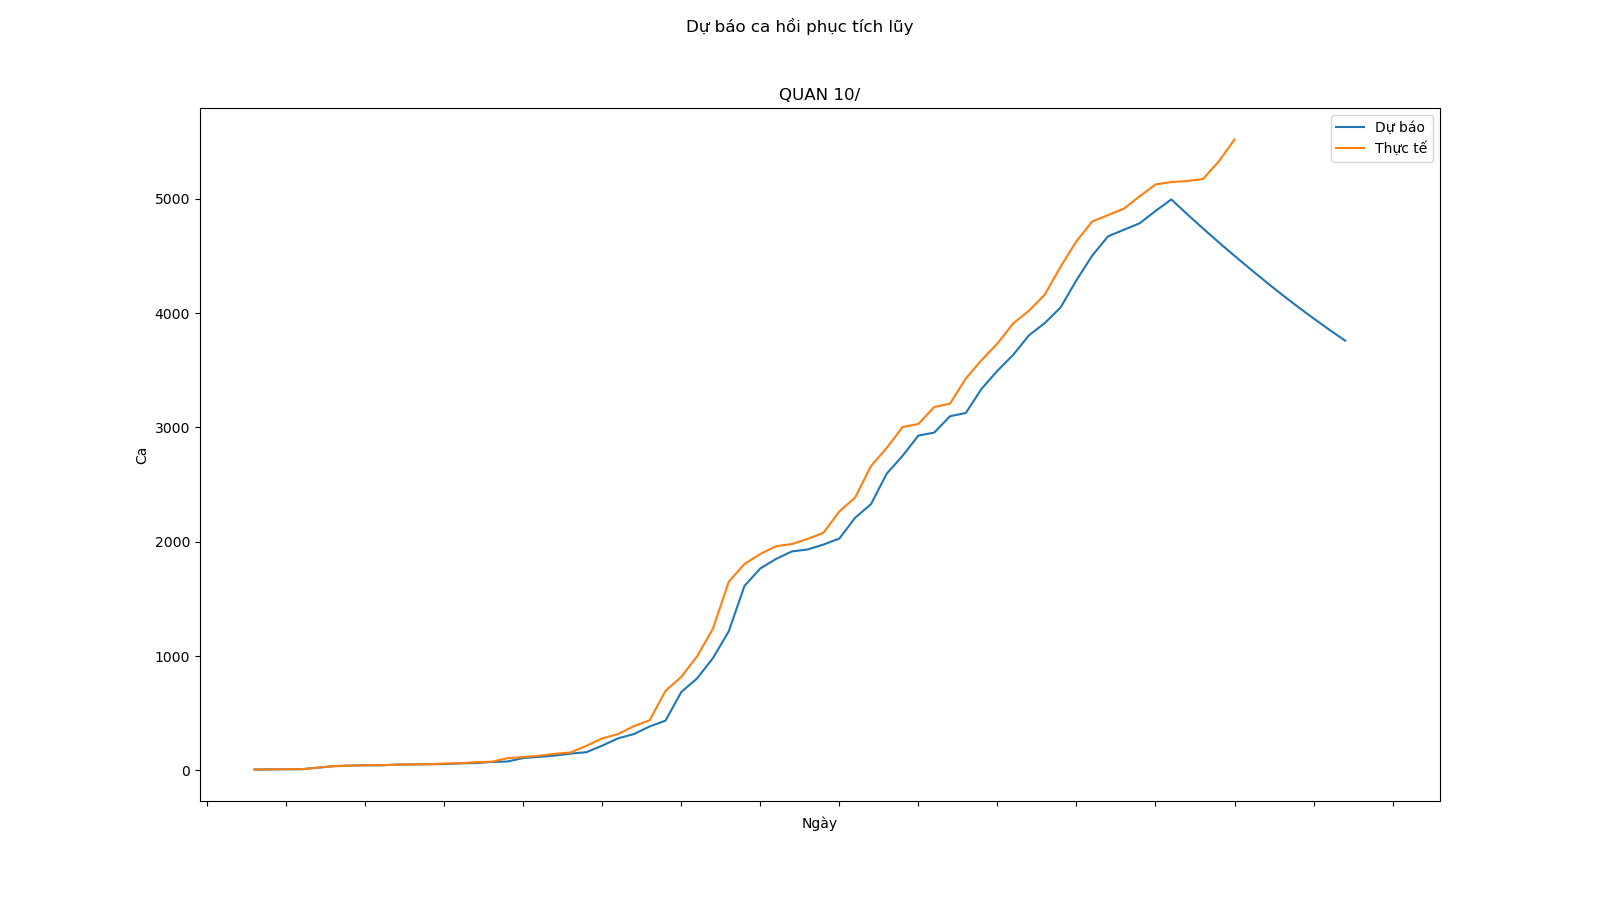 Dự báo ca hồi phục tích lũy
QUAN 10/
Dự báo
Thực tế
5000
4000
3000
2000
1000
0
Ca
Ngày